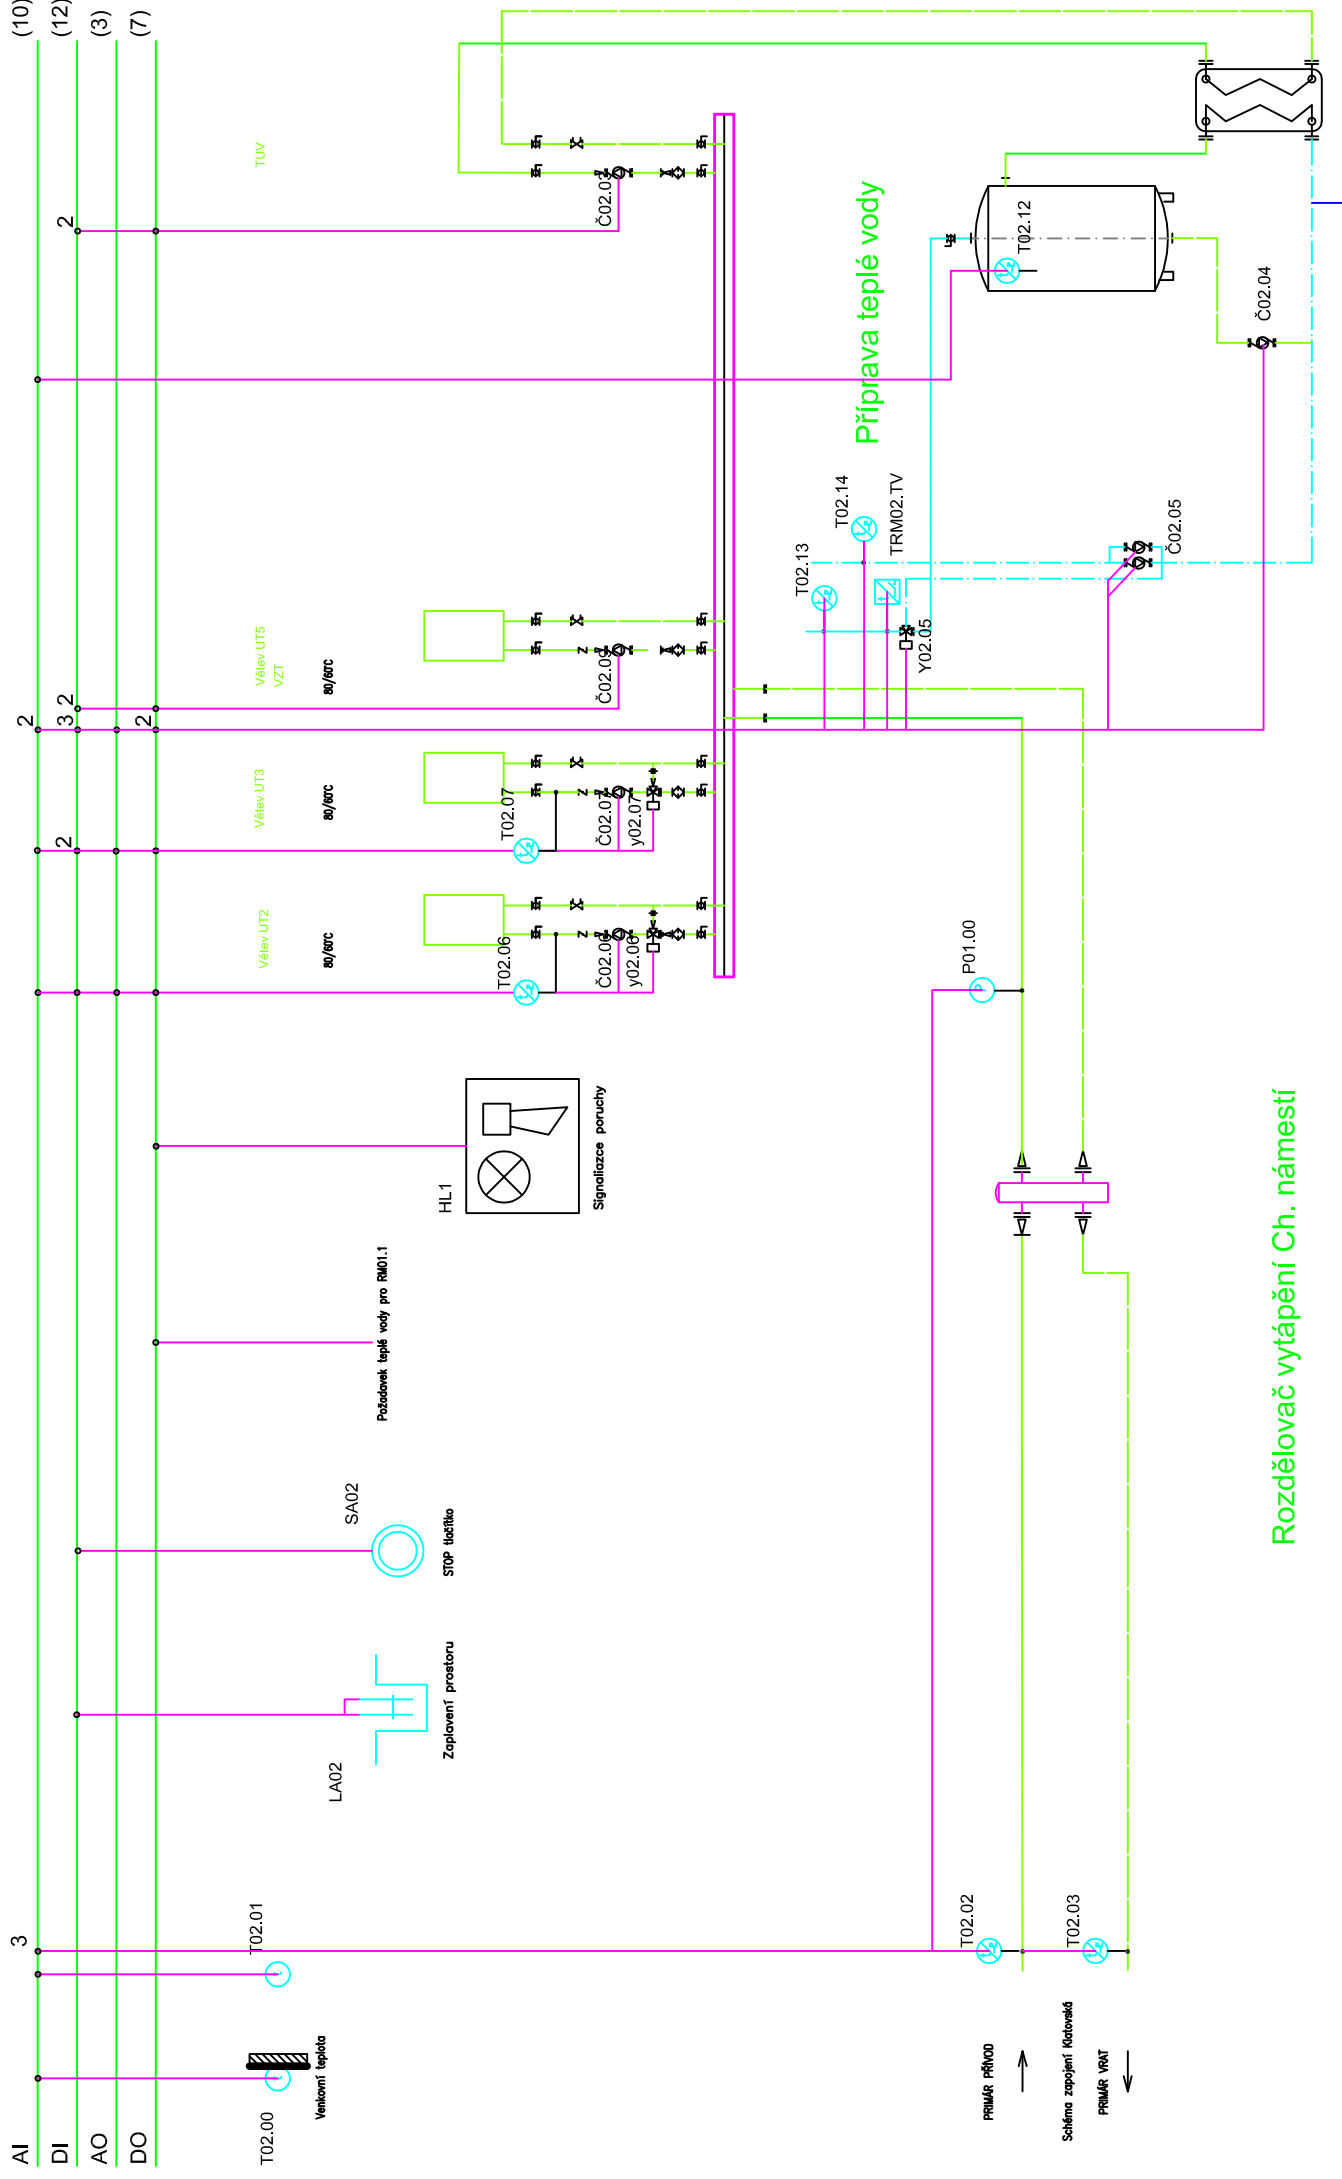 AI
DI
AO
DO
(10)
(12)
(3)
(7)
3
2
3
2
2
2
2
T02.00
Venkovní teplota
T02.01
LA02
Zaplavení prostoru
SA02
STOP tlačítko
Požadavek teplé vody pro RM01.1
HL1
Signaliazce poruchy
Větev UT2
80/60°C
T02.06
Č02.06
y02.06
Větev UT3
80/60°C
T02.07
Č02.07
y02.07
Větev UT5
VZT
80/60°C
Č02.09
TUV
Č02.03
Příprava teplé vody
T02.12
T02.13
T02.14
TRM02.TV
Y02.05
Č02.05
Č02.04
P01.00
P
T02.02
T02.03
PRIMÁR PŘÍVOD
Schéma zapojení Klatovská
PRIMÁR VRAT
Rozdělovač vytápění Ch. náměstí